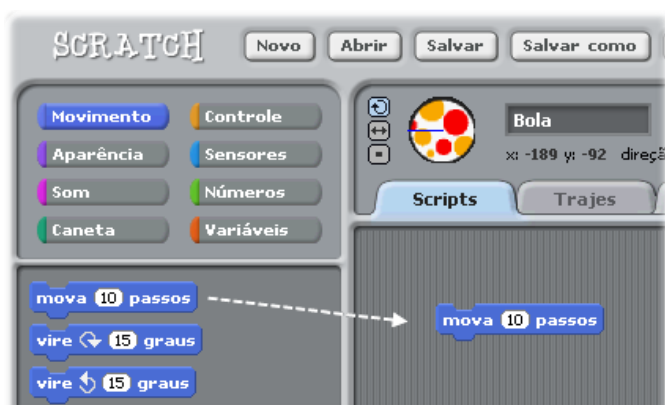 SCRATCH Novo Abrir Salvar Salvar como
Movimento Controle
Aparência Sensores
Som Números
Caneta Variáveis
Bola
x: -189 y: -92
Scripts Trajes
mova 10 passos
vire 15 graus
vire 15 graus
mova 10 passos